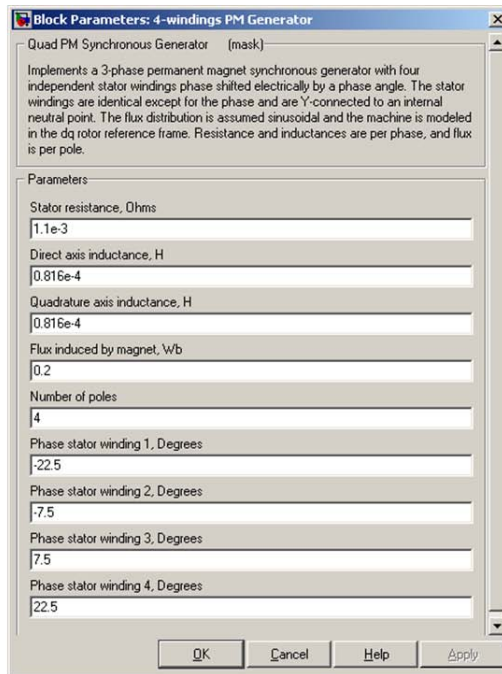 Block Parameters: 4-windings PM Generator
Quad PM Synchronous Generator (mask)
Implements a 3-phase permanent magnet synchronous generator with four
independent stator windings phase shifted electrically by a phase angle. The stator
windings are identical except for the phase and are Y-connected to an internal
neutral point. The flux distribution is assumed sinusoidal and the machine is modeled
in the dq rotor reference frame. Resistance and inductances are per phase, and flux
is per pole.
Parameters
Stator resistance, Ohms
1.1e-3
Direct axis inductance, H
0.816e-4
Quadrature axis inductance, H
0.816e-4
Flux induced by magnet, Wb
0.2
Number of poles
4
Phase stator winding 1, Degrees
-22.5
Phase stator winding 2, Degrees
-7.5
Phase stator winding 3, Degrees
7.5
Phase stator winding 4, Degrees
22.5
OK Cancel Help Apply